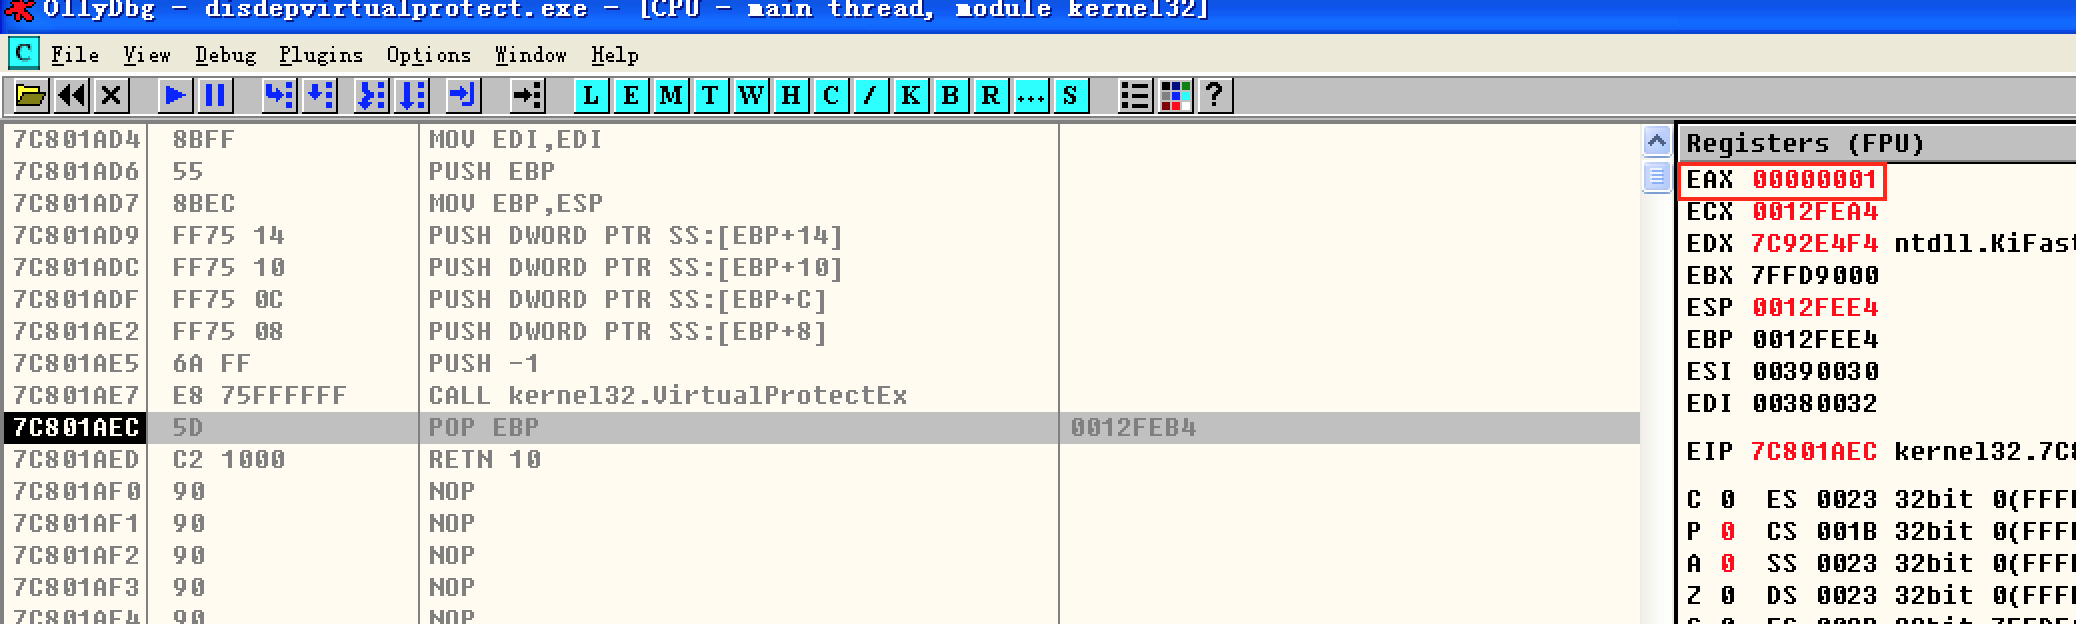 OllyDbg - disdepvirtualprotect.exe - [CPU - main thread, module kernel32]
C File View Debug Plugins Options Window Help
L E M T W H C / K B R ... S ?
7C801AD4 8BFF MOV EDI,EDI
7C801AD6 55 PUSH EBP
7C801AD7 8BEC MOV EBP,ESP
7C801AD9 FF75 14 PUSH DWORD PTR SS:[EBP+14]
7C801ADC FF75 10 PUSH DWORD PTR SS:[EBP+10]
7C801ADF FF75 0C PUSH DWORD PTR SS:[EBP+C]
7C801AE2 FF75 08 PUSH DWORD PTR SS:[EBP+8]
7C801AE5 6A FF PUSH -1
7C801AE7 E8 75FFFFFF CALL kernel32.VirtualProtectEx
7C801AEC 5D POP EBP 0012FEB4
7C801AED C2 1000 RETN 10
7C801AF0 90 NOP
7C801AF1 90 NOP
7C801AF2 90 NOP
7C801AF3 90 NOP
7C801AF4 90 NOP
Registers (FPU)
EAX 00000001
ECX 0012FEA4
EDX 7C92E4F4 ntdll.KiFast
EBX 7FFD9000
ESP 0012FEE4
EBP 0012FEE4
ESI 00390030
EDI 00380032
EIP 7C801AEC kernel32.7C8
C 0 ES 0023 32bit 0(FFFF
P 0 CS 001B 32bit 0(FFFF
A 0 SS 0023 32bit 0(FFFF
Z 0 DS 0023 32bit 0(FFFF